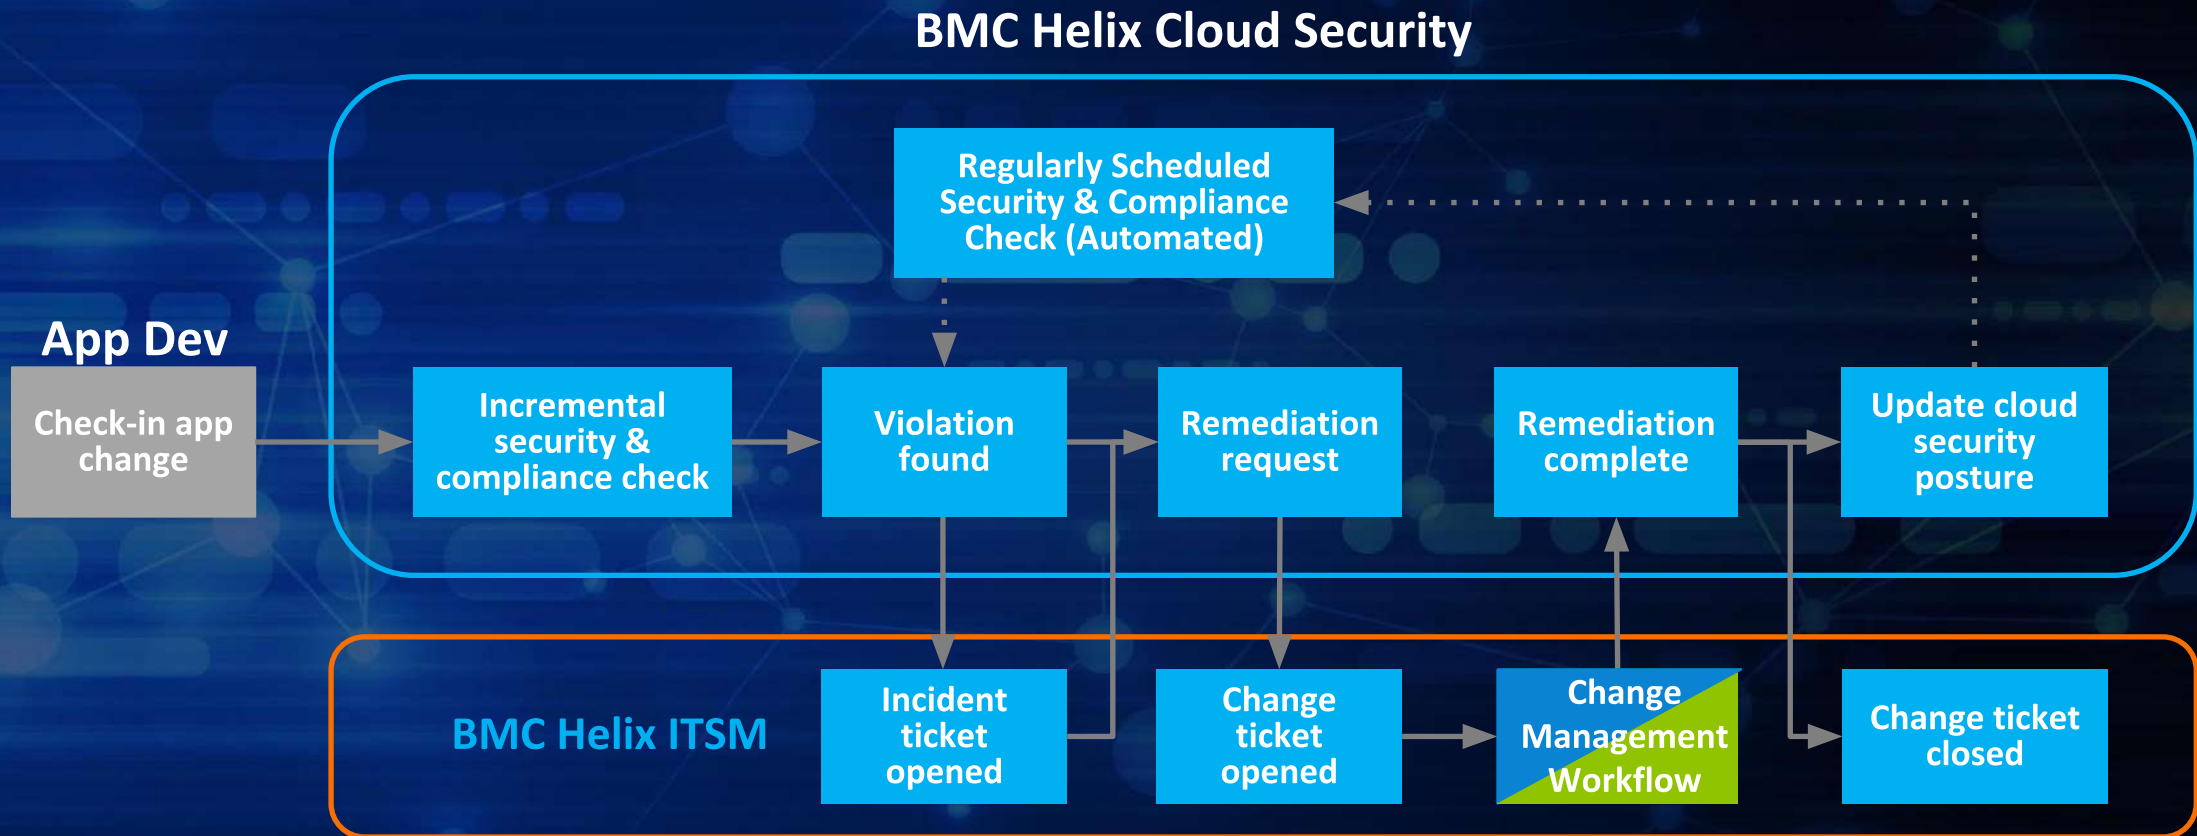 BMC Helix Cloud Security
Regularly Scheduled
Security & Compliance
Check (Automated)
App Dev
Check-in app
change
Incremental
security &
compliance check
Violation
found
Remediation
request
Remediation
complete
Update cloud
security
posture
BMC Helix ITSM
Incident
ticket
opened
Change
ticket
opened
Change
Management
Workflow
Change ticket
closed